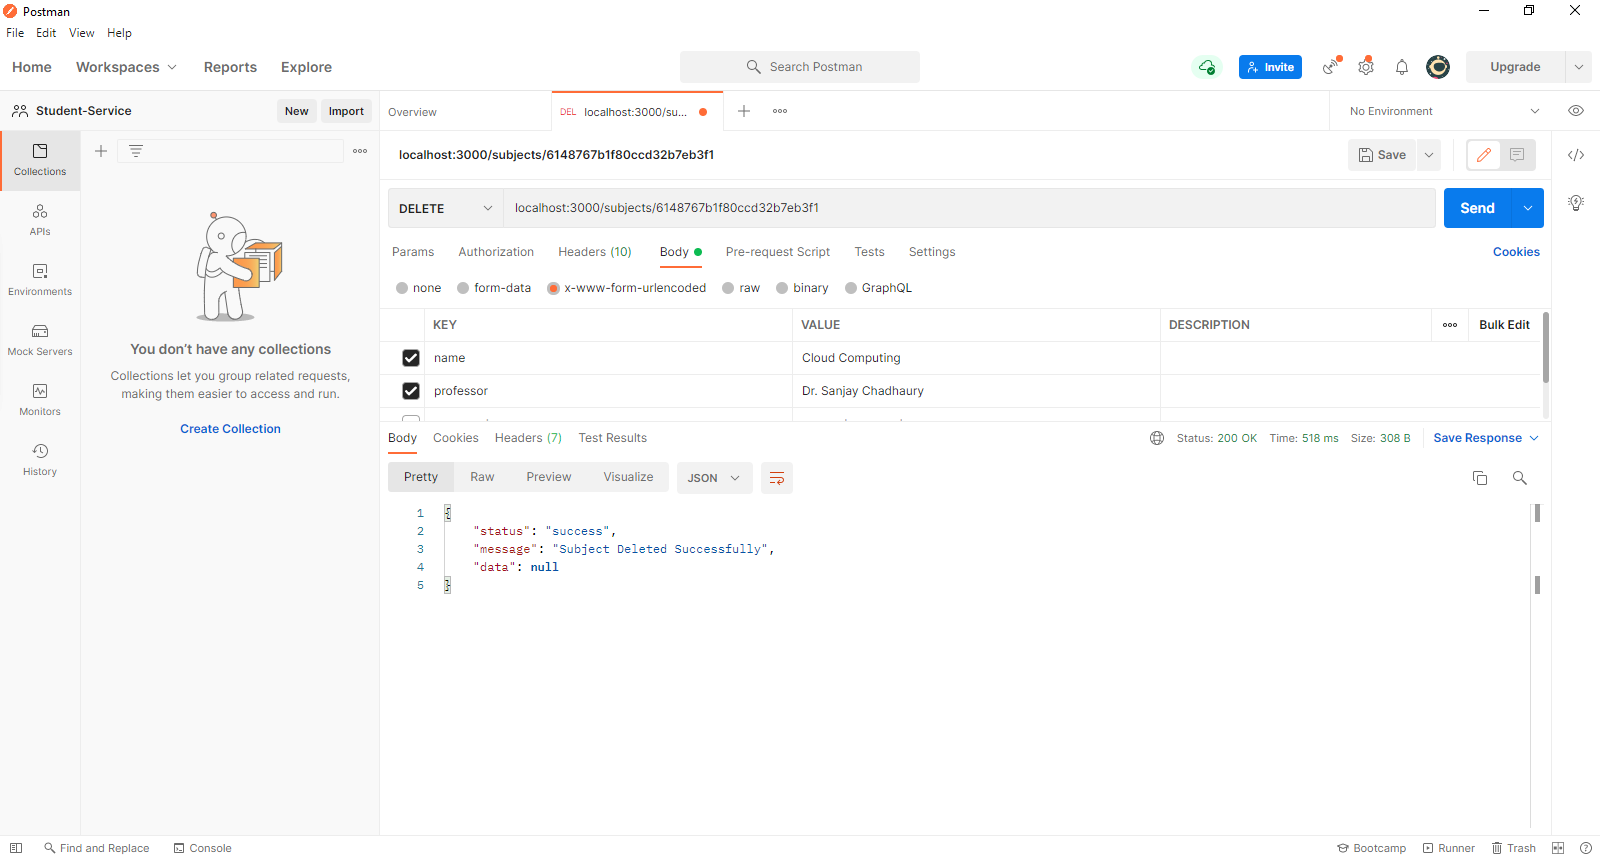 Postman
File Edit View Help
Home Workspaces Reports Explore Search Postman Invite Upgrade
Student-Service New Import Overview DEL localhost:3000/su... No Environment
Collections
APIs
Environments
Mock Servers
Monitors
History
You don't have any collections
Collections let you group related requests,
making them easier to access and run.
Create Collection
localhost:3000/subjects/6148767b1f80ccd32b7eb3f1 Save
DELETE localhost:3000/subjects/6148767b1f80ccd32b7eb3f1 Send
Params Authorization Headers (10) Body Pre-request Script Tests Settings Cookies
none form-data x-www-form-urlencoded raw binary GraphQL
KEY VALUE DESCRIPTION Bulk Edit
name Cloud Computing
professor Dr. Sanjay Chadhaury
Body Cookies Headers (7) Test Results Status: 200 OK Time: 518 ms Size: 308 B Save Response
Pretty Raw Preview Visualize JSON
1 {
2 "status": "success",
3 "message": "Subject Deleted Successfully",
4 "data": null
5 }
Find and Replace Console Bootcamp Runner Trash